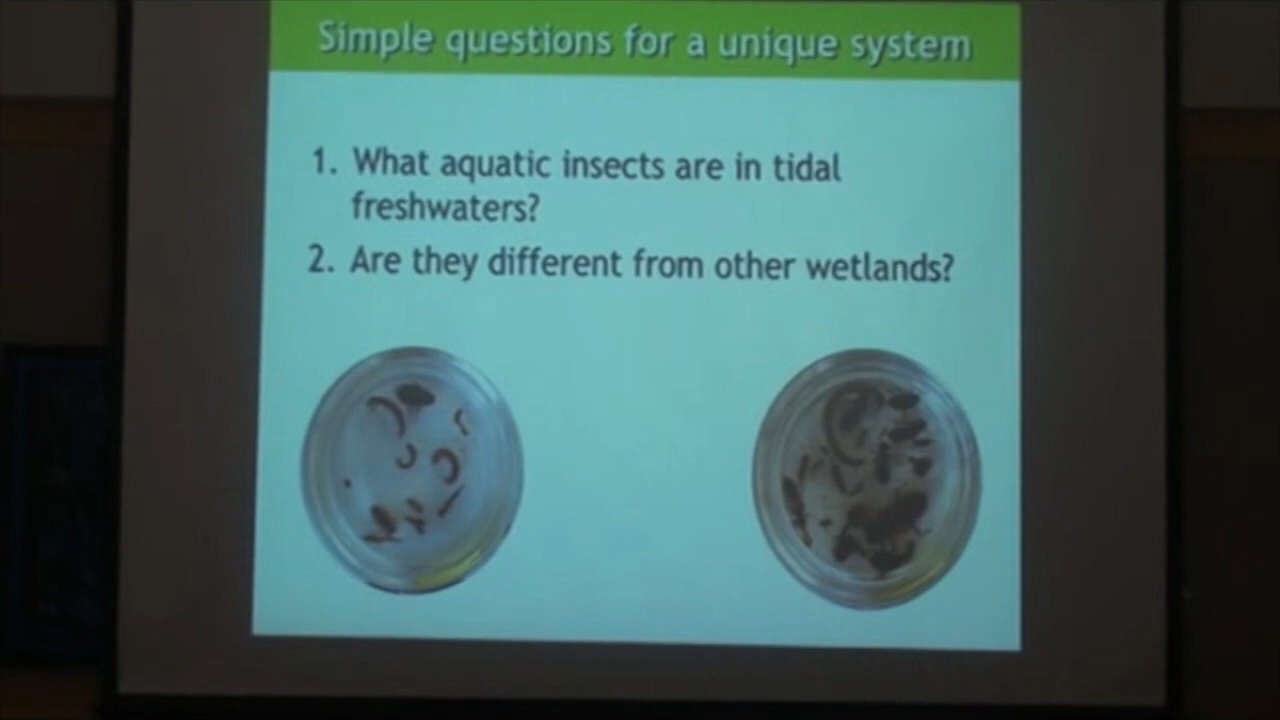 Simple questions for a unique system
1. What aquatic insects are in tidal
freshwaters?
2. Are they different from other wetlands?